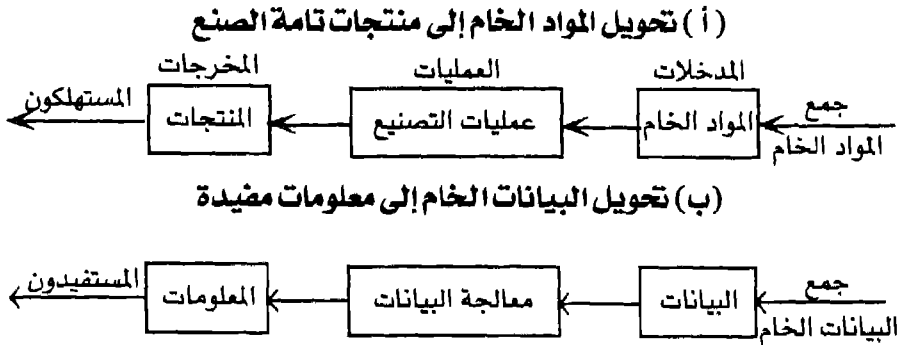 (أ) تحويل المواد الخام إلى منتجات تامة الصنع
المدخلات العمليات المخرجات
جمع المواد الخام عمليات التصنيع المنتجات المستهلكون
المواد الخام
(ب) تحويل البيانات الخام إلى معلومات مفيدة
جمع البيانات معالجة البيانات المعلومات المستفيدون
البيانات الخام